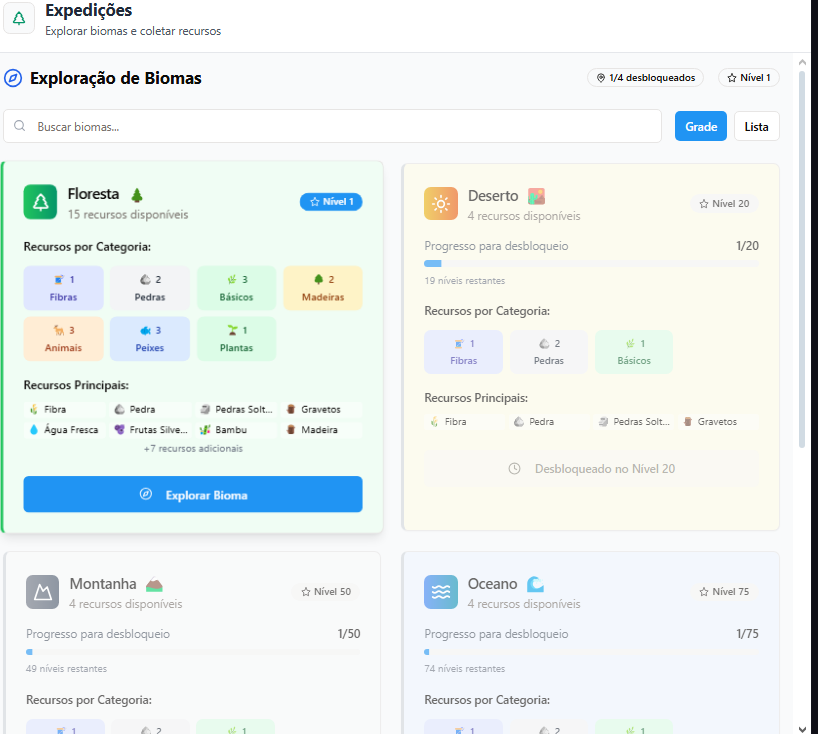 Expedições
Explorar biomas e coletar recursos
Exploração de Biomas
1/4 desbloqueados
Nível 1
Buscar biomas...
Grade
Lista
Floresta
Nível 1
15 recursos disponíveis
Recursos por Categoria:
1
Fibras
2
Pedras
3
Básicos
2
Madeiras
3
Animais
3
Peixes
1
Plantas
Recursos Principais:
Fibra
Pedra
Pedras Solt...
Gravetos
Água Fresca
Frutas Silve...
Bambu
Madeira
+7 recursos adicionais
Explorar Bioma
Deserto
Nível 20
4 recursos disponíveis
Progresso para desbloqueio
1/20
19 níveis restantes
Recursos por Categoria:
1
Fibras
2
Pedras
1
Básicos
Recursos Principais:
Fibra
Pedra
Pedras Solt...
Gravetos
Desbloqueado no Nível 20
Montanha
Nível 50
4 recursos disponíveis
Progresso para desbloqueio
1/50
49 níveis restantes
Recursos por Categoria:
1
2
1
Oceano
Nível 75
4 recursos disponíveis
Progresso para desbloqueio
1/75
74 níveis restantes
Recursos por Categoria:
1
2
1